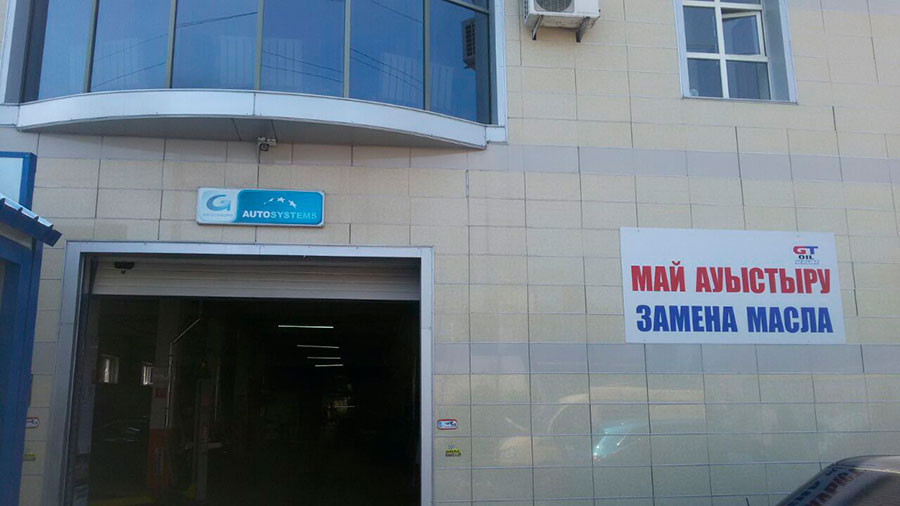 G
AUTOSYSTEMS
GT
OIL
МАЙ АУЫСТЫРУ
ЗАМЕНА МАСЛА